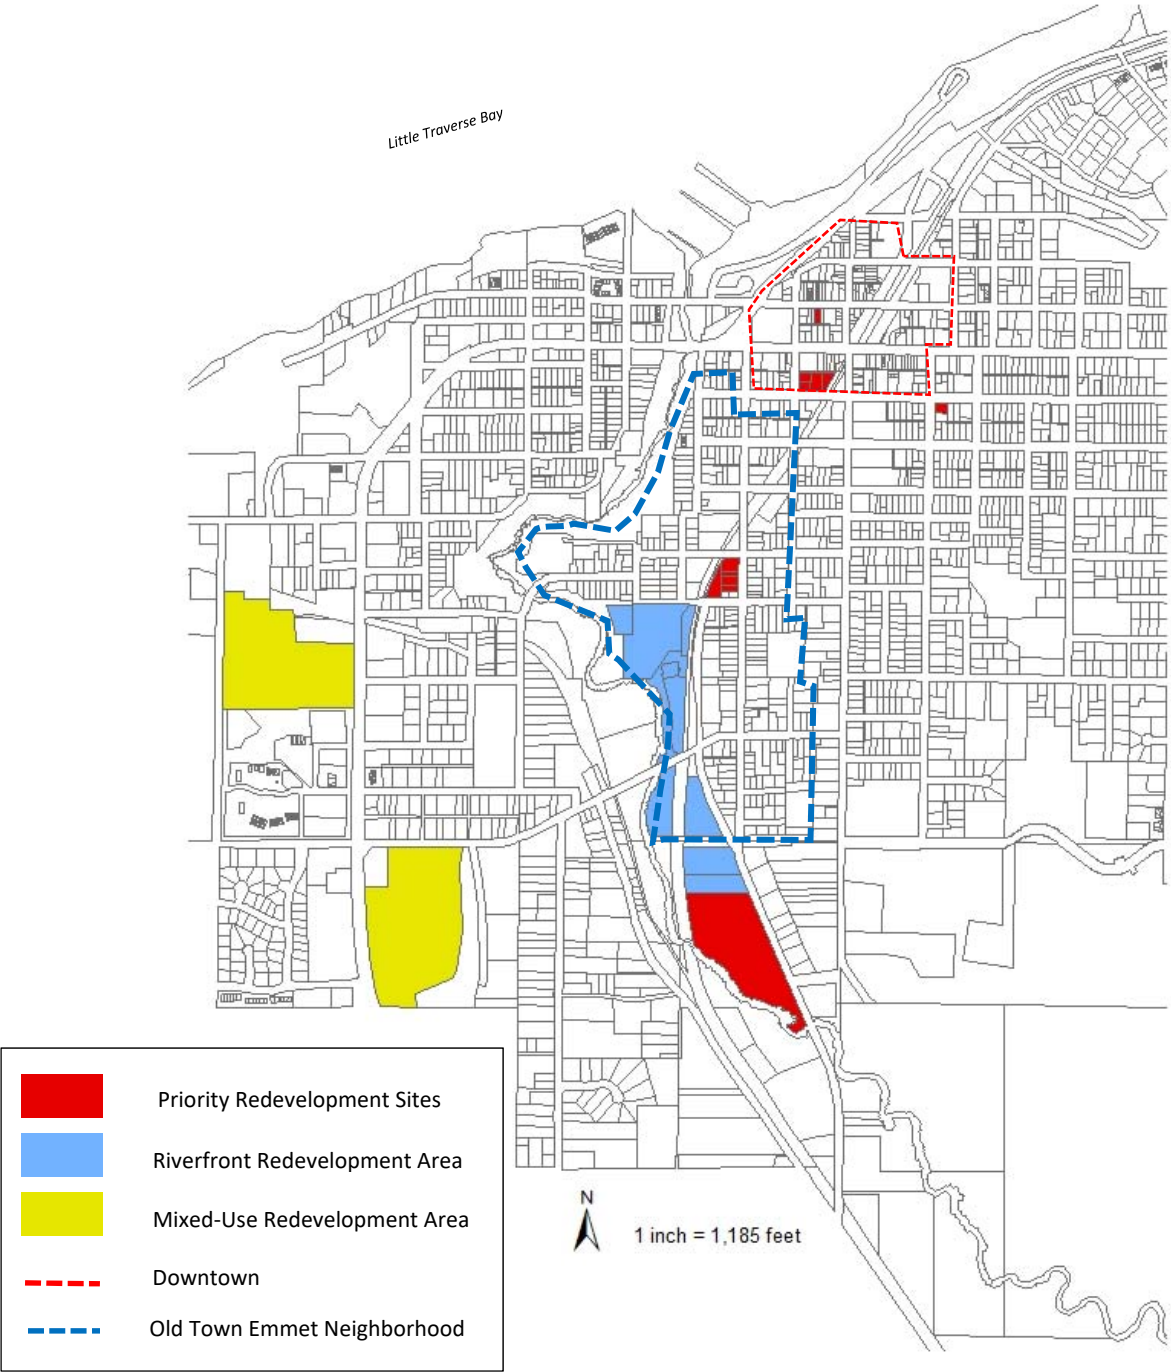 Little Traverse Bay
Priority Redevelopment Sites
Riverfront Redevelopment Area
Mixed-Use Redevelopment Area
Downtown
Old Town Emmet Neighborhood
N
1 inch = 1,185 feet